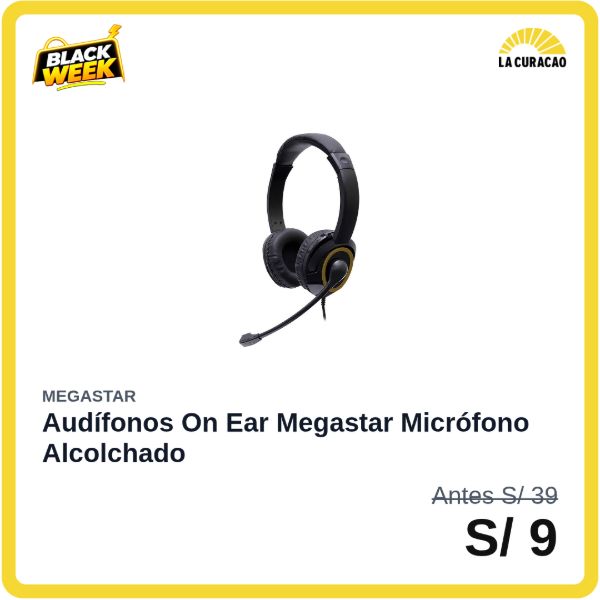 BLACK
WEEK
LA CURACAO
MEGASTAR
Audífonos On Ear Megastar Micrófono
Alcolchado
Antes S/ 39
S/ 9